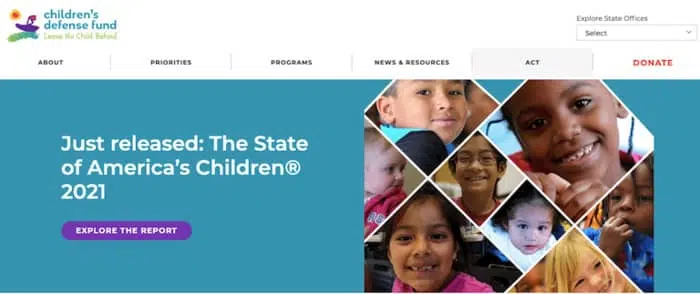 children's
defense fund
Leave No Child Behind
Explore State Offices
Select
ABOUT
PRIORITIES
PROGRAMS
NEWS & RESOURCES
ACT
DONATE
Just released: The State
of America's Children®
2021
EXPLORE THE REPORT